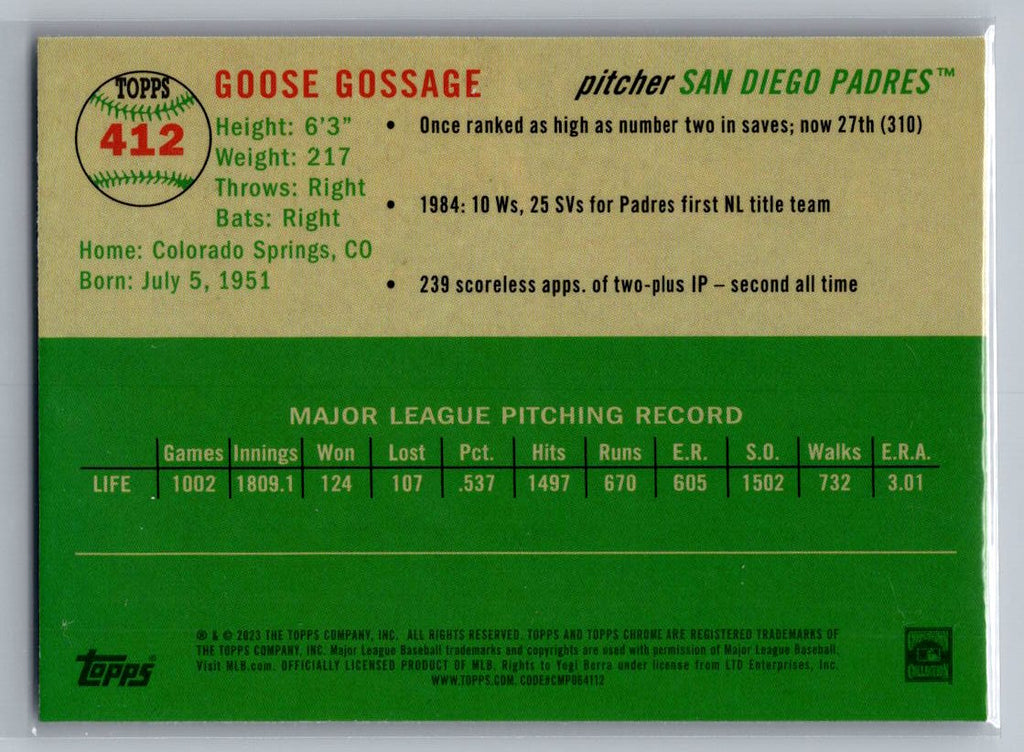 TOPPS
412
GOOSE GOSSAGE
pitcher SAN DIEGO PADRES™
Height: 6'3"
Weight: 217
Throws: Right
Bats: Right
Home: Colorado Springs, CO
Born: July 5, 1951
• Once ranked as high as number two in saves; now 27th (310)
• 1984: 10 Ws, 25 SVs for Padres first NL title team
• 239 scoreless apps. of two-plus IP – second all time
MAJOR LEAGUE PITCHING RECORD
Games Innings Won Lost Pct. Hits Runs E.R. S.O. Walks E.R.A.
LIFE 1002 1809.1 124 107 .537 1497 670 605 1502 732 3.01
® & © 2023 THE TOPPS COMPANY, INC. ALL RIGHTS RESERVED. TOPPS AND TOPPS CHROME ARE REGISTERED TRADEMARKS OF
THE TOPPS COMPANY, INC. Major League Baseball trademarks and copyrights are used with permission of Major League Baseball.
Visit MLB.com. OFFICIALLY LICENSED PRODUCT OF MLB. Rights to Yogi Berra under license from LTD Enterprises, Inc.
WWW.TOPPS.COM. CODE#CMP064112
Topps®